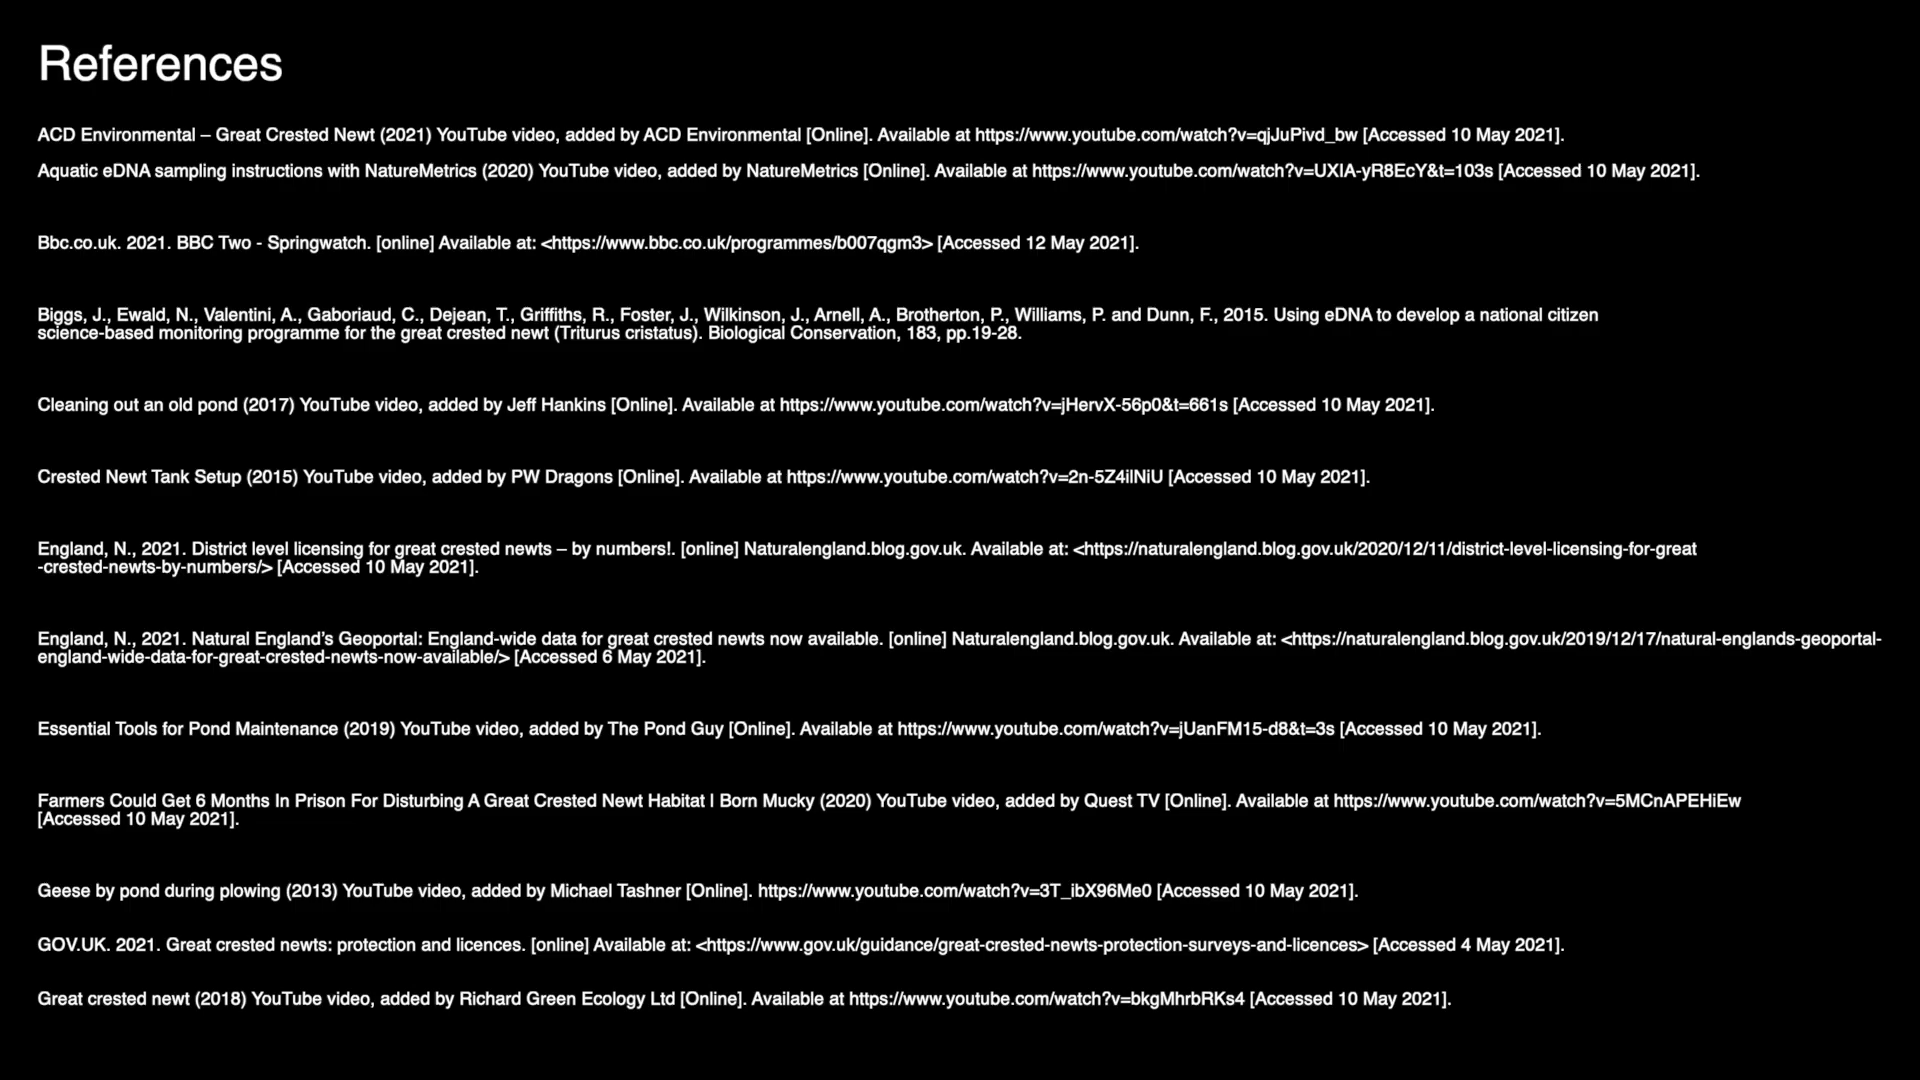 References
ACD Environmental – Great Crested Newt (2021) YouTube video, added by ACD Environmental [Online]. Available at https://www.youtube.com/watch?v=qjJuPivd_bw [Accessed 10 May 2021].
Aquatic eDNA sampling instructions with NatureMetrics (2020) YouTube video, added by NatureMetrics [Online]. Available at https://www.youtube.com/watch?v=UXIA-yR8EcY&t=103s [Accessed 10 May 2021].
Bbc.co.uk. 2021. BBC Two - Springwatch. [online] Available at: <https://www.bbc.co.uk/programmes/b007qgm3> [Accessed 12 May 2021].
Biggs, J., Ewald, N., Valentini, A., Gaboriaud, C., Dejean, T., Griffiths, R., Foster, J., Wilkinson, J., Arnell, A., Brotherton, P., Williams, P. and Dunn, F., 2015. Using eDNA to develop a national citizen
science-based monitoring programme for the great crested newt (Triturus cristatus). Biological Conservation, 183, pp.19-28.
Cleaning out an old pond (2017) YouTube video, added by Jeff Hankins [Online]. Available at https://www.youtube.com/watch?v=jHervX-56p0&t=661s [Accessed 10 May 2021].
Crested Newt Tank Setup (2015) YouTube video, added by PW Dragons [Online]. Available at https://www.youtube.com/watch?v=2n-5Z4ilNiU [Accessed 10 May 2021].
England, N., 2021. District level licensing for great crested newts – by numbers!. [online] Naturalengland.blog.gov.uk. Available at: <https://naturalengland.blog.gov.uk/2020/12/11/district-level-licensing-for-great
-crested-newts-by-numbers/> [Accessed 10 May 2021].
England, N., 2021. Natural England’s Geoportal: England-wide data for great crested newts now available. [online] Naturalengland.blog.gov.uk. Available at: <https://naturalengland.blog.gov.uk/2019/12/17/natural-englands-geoportal-
england-wide-data-for-great-crested-newts-now-available/> [Accessed 6 May 2021].
Essential Tools for Pond Maintenance (2019) YouTube video, added by The Pond Guy [Online]. Available at https://www.youtube.com/watch?v=jUanFM15-d8&t=3s [Accessed 10 May 2021].
Farmers Could Get 6 Months In Prison For Disturbing A Great Crested Newt Habitat | Born Mucky (2020) YouTube video, added by Quest TV [Online]. Available at https://www.youtube.com/watch?v=5MCnAPEHiEw
[Accessed 10 May 2021].
Geese by pond during plowing (2013) YouTube video, added by Michael Tashner [Online]. https://www.youtube.com/watch?v=3T_ibX96Me0 [Accessed 10 May 2021].
GOV.UK. 2021. Great crested newts: protection and licences. [online] Available at: <https://www.gov.uk/guidance/great-crested-newts-protection-surveys-and-licences> [Accessed 4 May 2021].
Great crested newt (2018) YouTube video, added by Richard Green Ecology Ltd [Online]. Available at https://www.youtube.com/watch?v=bkgMhrbRKs4 [Accessed 10 May 2021].